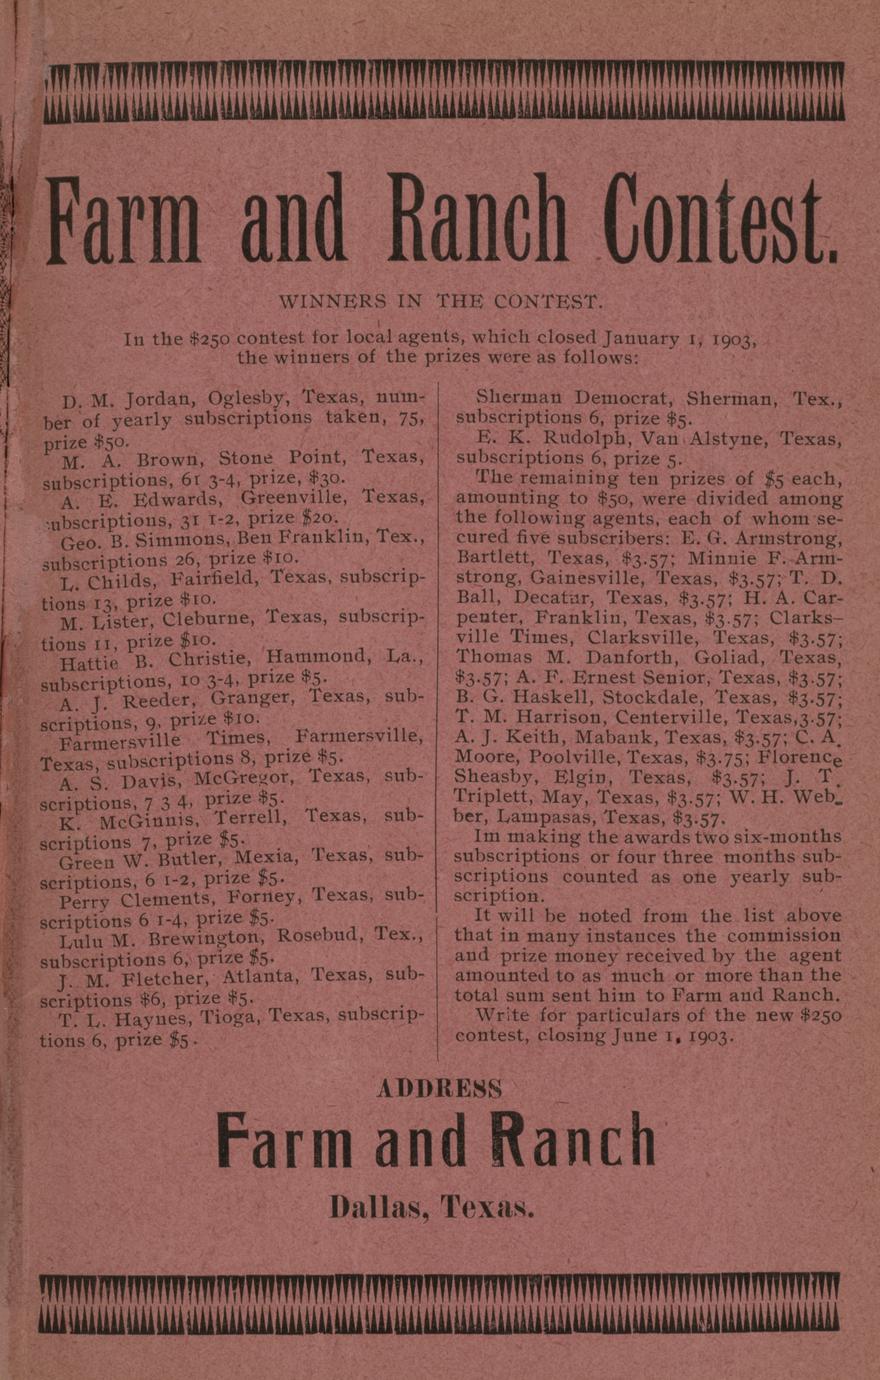 Farm and Ranch Contest.
WINNERS IN THE CONTEST.
In the $250 contest for local agents, which closed January 1, 1903,
the winners of the prizes were as follows:
D. M. Jordan, Oglesby, Texas, num-
ber of yearly subscriptions taken, 75,
prize $50.
M. A. Brown, Stone Point, Texas,
subscriptions, 61 3-4, prize, $30.
A. E. Edwards, Greenville, Texas,
subscriptions, 31 1-2, prize $20.
Geo. B. Simmons, Ben Franklin, Tex.,
subscriptions 26, prize $10.
L. Childs, Fairfield, Texas, subscrip-
tions 13, prize $10.
M. Lister, Cleburne, Texas, subscrip-
tions 11, prize $10.
Hattie B. Christie, Hammond, La.,
subscriptions, 10 3-4, prize $5.
A. J. Reeder, Granger, Texas, sub-
scriptions, 9, prize $10.
Farmersville Times, Farmersville,
Texas, subscriptions 8, prize $5.
A. S. Davis, McGregor, Texas, sub-
scriptions, 7 3 4, prize $5.
K. McGinnis, Terrell, Texas, sub-
scriptions 7, prize $5.
Green W. Butler, Mexia, Texas, sub-
scriptions, 6 1-2, prize $5.
Perry Clements, Forney, Texas, sub-
scriptions 6 1-4, prize $5.
Lulu M. Brewington, Rosebud, Tex.,
subscriptions 6, prize $5.
J. M. Fletcher, Atlanta, Texas, sub-
scriptions $6, prize $5.
T. L. Haynes, Tioga, Texas, subscrip-
tions 6, prize $5.
Sherman Democrat, Sherman, Tex.,
subscriptions 6, prize $5.
E. K. Rudolph, Van Alstyne, Texas,
subscriptions 6, prize 5.
The remaining ten prizes of $5 each,
amounting to $50, were divided among
the following agents, each of whom se-
cured five subscribers: E. G. Armstrong,
Bartlett, Texas, $3.57; Minnie F. Arm-
strong, Gainesville, Texas, $3.57; T. D.
Ball, Decatur, Texas, $3.57; H. A. Car-
penter, Franklin, Texas, $3.57; Clarks-
ville Times, Clarksville, Texas, $3.57;
Thomas M. Danforth, Goliad, Texas,
$3.57; A. F. Ernest Senior, Texas, $3.57;
B. G. Haskell, Stockdale, Texas, $3.57;
T. M. Harrison, Centerville, Texas,3.57;
A. J. Keith, Mabank, Texas, $3.57; C. A.
Moore, Poolville, Texas, $3.75; Florence
Sheasby, Elgin, Texas, $3.57; J. T.
Triplett, May, Texas, $3.57; W. H. Web-
ber, Lampasas, Texas, $3.57.
Im making the awards two six-months
subscriptions or four three months sub-
scriptions counted as one yearly sub-
scription.
It will be noted from the list above
that in many instances the commission
and prize money received by the agent
amounted to as much or more than the
total sum sent him to Farm and Ranch.
Write for particulars of the new $250
contest, closing June 1, 1903.
ADDRESS
Farm and Ranch
Dallas, Texas.